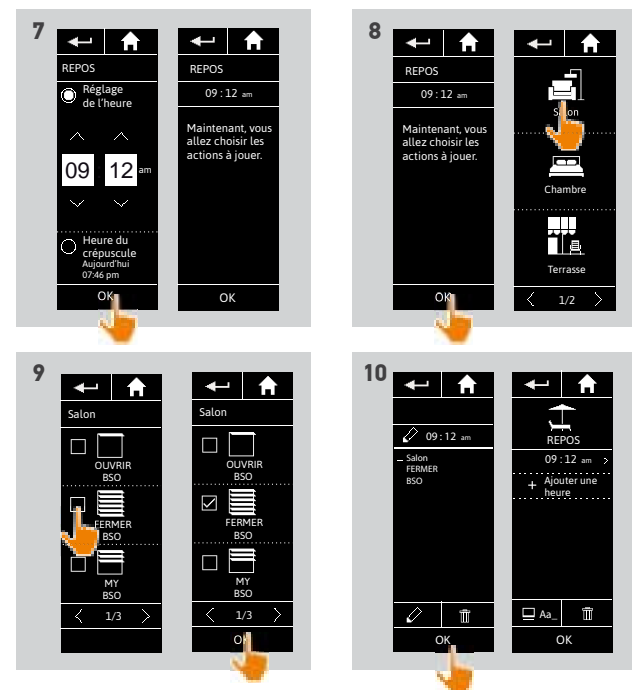 7
REPOS
Réglage
de l'heure
09 12 am
Heure du
crépuscule
Aujourd'hui
07:46 pm
OK
REPOS
09 : 12 am
Maintenant, vous
allez choisir les
actions à jouer.
OK
8
REPOS
09 : 12 am
Maintenant, vous
allez choisir les
actions à jouer.
OK
Salon
Chambre
Terrasse
1/2
9
Salon
OUVRIR
BSO
FERMER
BSO
MY
BSO
1/3
Salon
OUVRIR
BSO
FERMER
BSO
MY
BSO
1/3
OK
10
09 : 12 am
– Salon
FERMER
BSO
OK
REPOS
09 : 12 am >
+ Ajouter une
heure
Aa_
OK